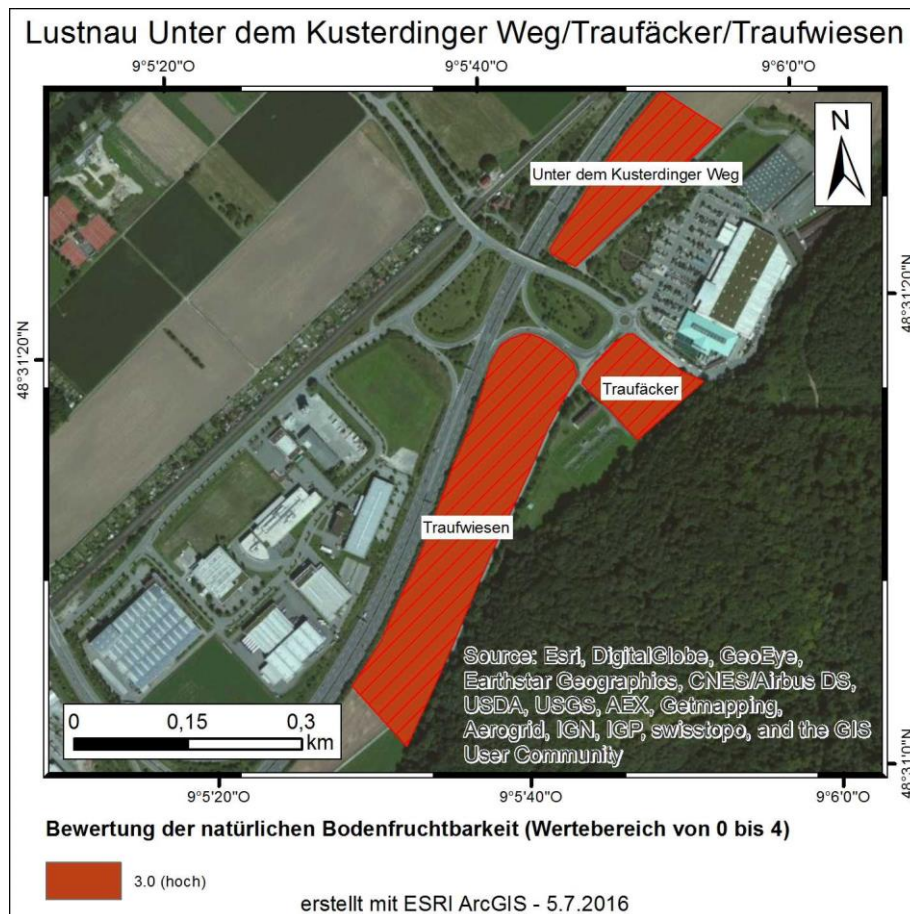 Lustnau Unter dem Kusterdinger Weg/Traufäcker/Traufwiesen
9°5'20"O 9°5'40"O 9°6'0"O
N
Unter dem Kusterdinger Weg
48°31'20"N
48°31'20"N
Traufäcker
Traufwiesen
Source: Esri, DigitalGlobe, GeoEye,
Earthstar Geographics, CNES/Airbus DS,
USDA, USGS, AEX, Getmapping,
Aerogrid, IGN, IGP, swisstopo, and the GIS
User Community
0 0,15 0,3
km
48°31'0"N
9°5'20"O 9°5'40"O 9°6'0"O
Bewertung der natürlichen Bodenfruchtbarkeit (Wertebereich von 0 bis 4)
3.0 (hoch)
erstellt mit ESRI ArcGIS - 5.7.2016